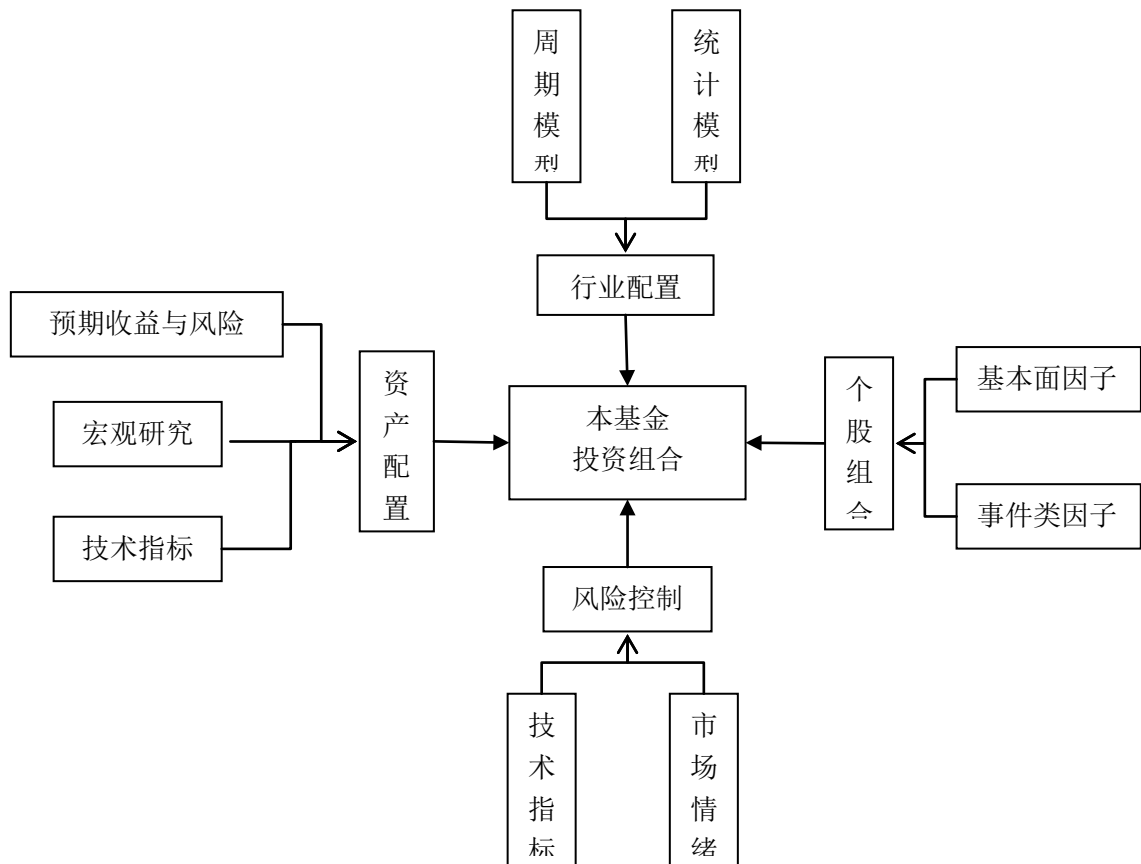 周期模型
统计模型
行业配置
预期收益与风险
宏观研究
技术指标
资产配置
本基金
投资组合
个股组合
基本面因子
事件类因子
风险控制
技术指标
市场情绪